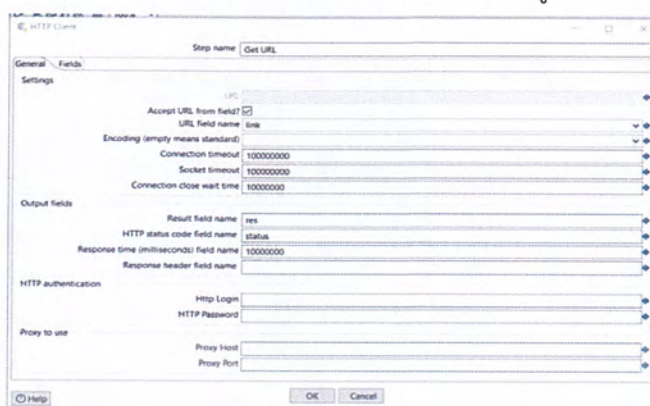 HTTP Client
Step name Get URL
General Fields
Settings
URL
Accept URL from field?
URL field name link
Encoding (empty means standard)
Connection timeout 100000000
Socket timeout 100000000
Connection close wait time 10000000
Output fields
Result field name res
HTTP status code field name status
Response time (milliseconds) field name 10000000
Response header field name
HTTP authentication
Http Login
HTTP Password
Proxy to use
Proxy Host
Proxy Port
Help OK Cancel